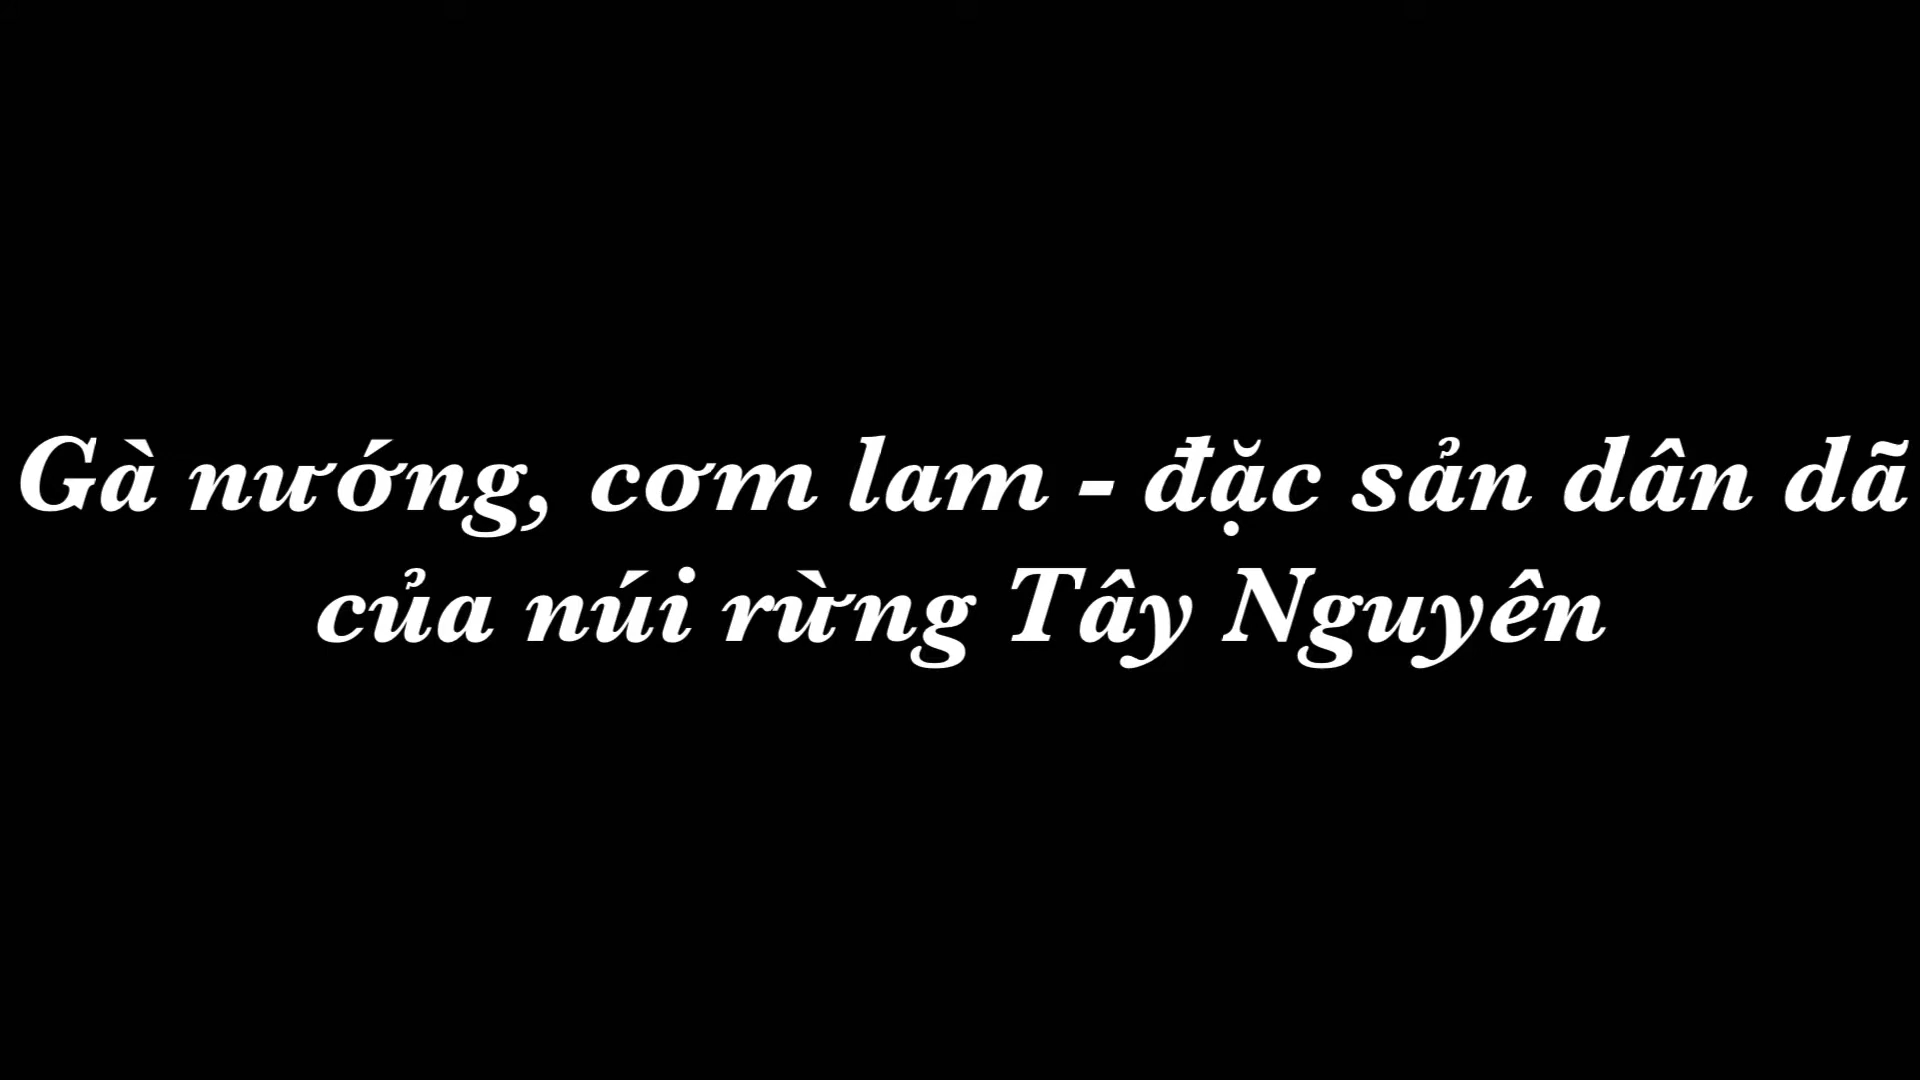 Gà nướng, cơm lam - đặc sản dân dã
của núi rừng Tây Nguyên